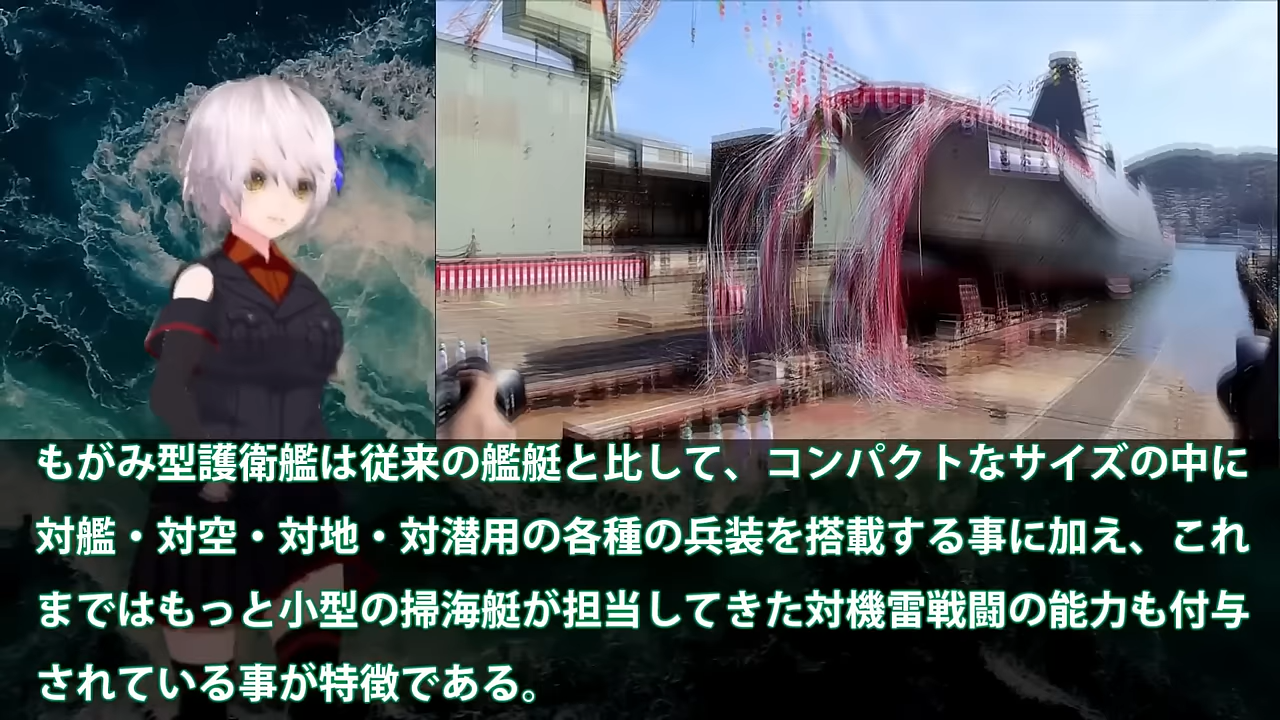 もがみ型護衛艦は従来の艦艇と比して、コンパクトなサイズの中に
対艦・対空・対地・対潜用の各種の兵装を搭載する事に加え、これ
まではもっと小型の掃海艇が担当してきた対機雷戦闘の能力も付与
されている事が特徴である。